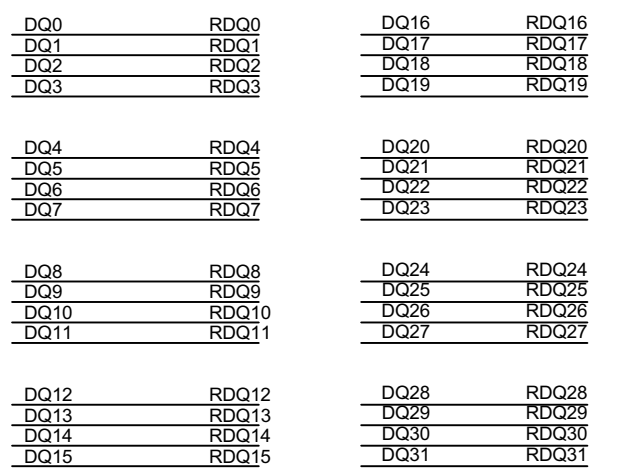 DQ0 RDQ0
DQ1 RDQ1
DQ2 RDQ2
DQ3 RDQ3
DQ4 RDQ4
DQ5 RDQ5
DQ6 RDQ6
DQ7 RDQ7
DQ8 RDQ8
DQ9 RDQ9
DQ10 RDQ10
DQ11 RDQ11
DQ12 RDQ12
DQ13 RDQ13
DQ14 RDQ14
DQ15 RDQ15
DQ16 RDQ16
DQ17 RDQ17
DQ18 RDQ18
DQ19 RDQ19
DQ20 RDQ20
DQ21 RDQ21
DQ22 RDQ22
DQ23 RDQ23
DQ24 RDQ24
DQ25 RDQ25
DQ26 RDQ26
DQ27 RDQ27
DQ28 RDQ28
DQ29 RDQ29
DQ30 RDQ30
DQ31 RDQ31